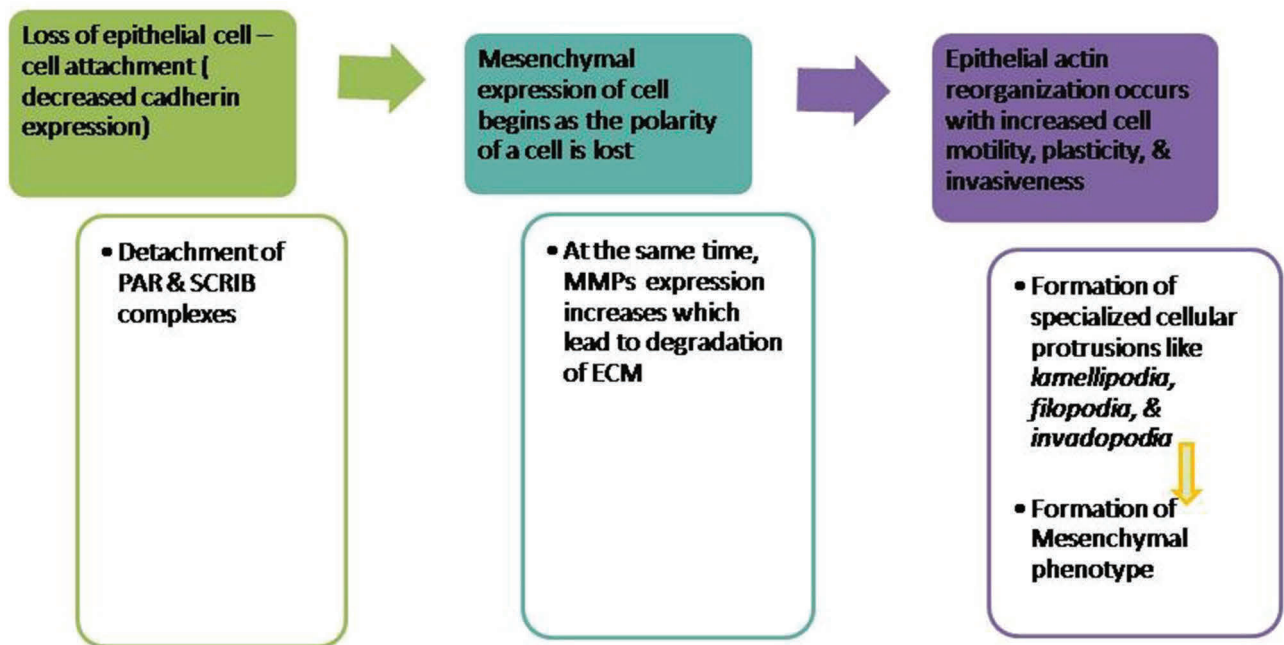 Loss of epithelial cell –
cell attachment (
decreased cadherin
expression)
• Detachment of
PAR & SCRIB
complexes
Mesenchymal
expression of cell
begins as the polarity
of a cell is lost
• At the same time,
MMPs expression
increases which
lead to degradation
of ECM
Epithelial actin
reorganization occurs
with increased cell
motility, plasticity, &
invasiveness
• Formation of
specialized cellular
protrusions like
lamellipodia,
filopodia, &
invadopodia
• Formation of
Mesenchymal
phenotype